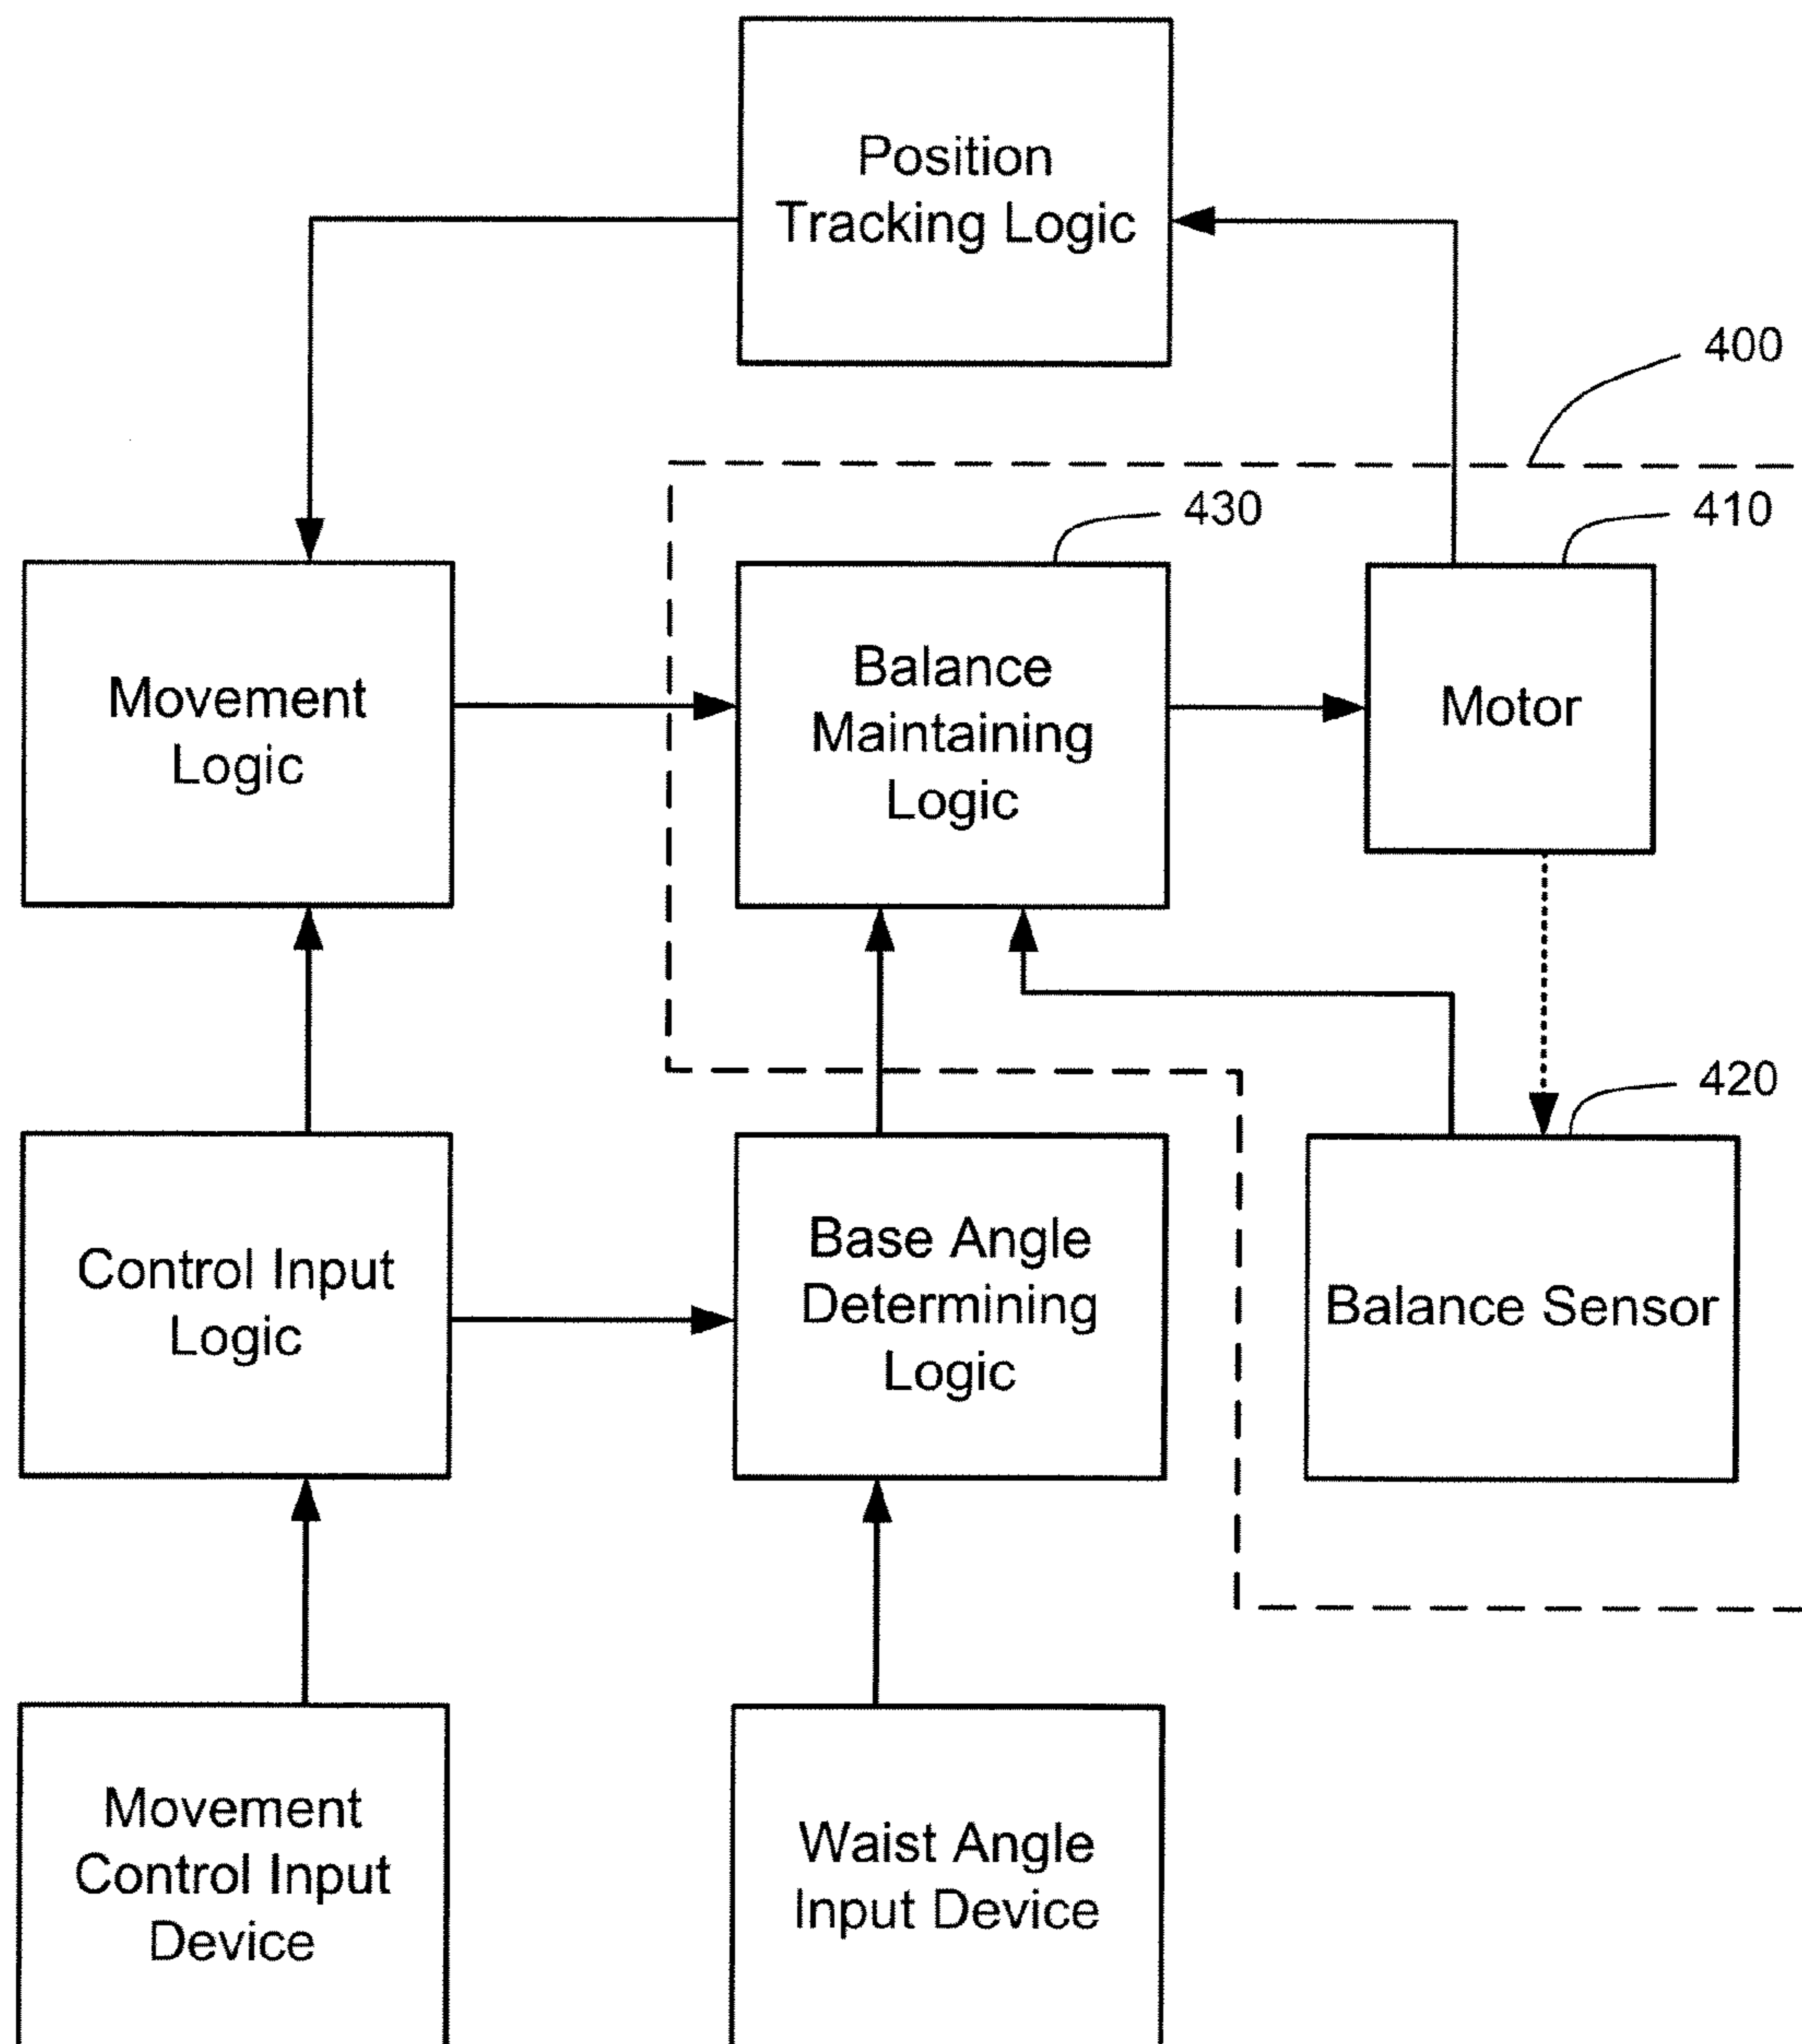 Position
Tracking Logic
400
430
410
Movement
Logic
Balance
Maintaining
Logic
Motor
420
Control Input
Logic
Base Angle
Determining
Logic
Balance Sensor
Movement
Control Input
Device
Waist Angle
Input Device